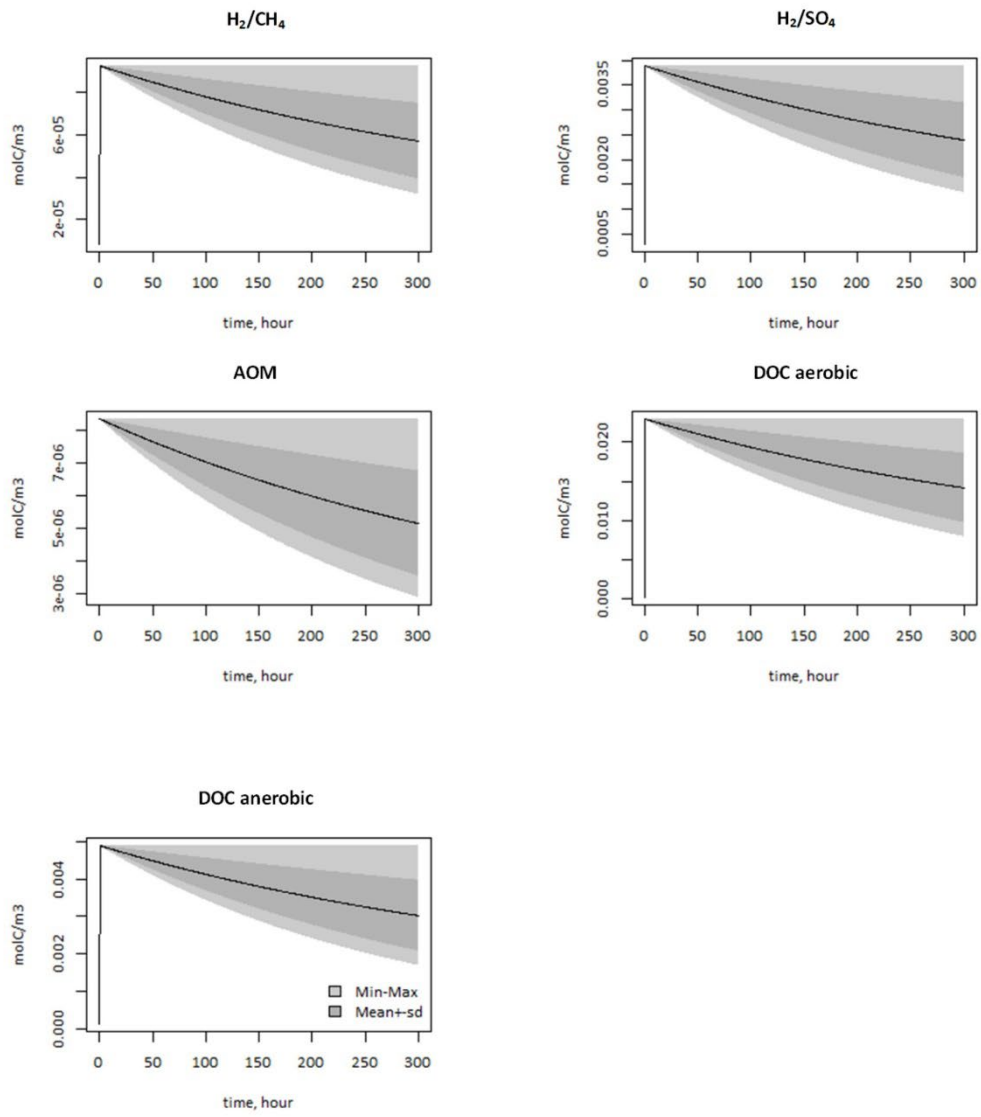 H₂/CH₄
molC/m3
6e-05
2e-05
0 50 100 150 200 250 300
time, hour
H₂/SO₄
molC/m3
0.0035
0.0020
0.0005
0 50 100 150 200 250 300
time, hour
AOM
molC/m3
7e-06
5e-06
3e-06
0 50 100 150 200 250 300
time, hour
DOC aerobic
molC/m3
0.020
0.010
0.000
0 50 100 150 200 250 300
time, hour
DOC anerobic
molC/m3
0.004
0.002
0.000
Min-Max
Mean+-sd
0 50 100 150 200 250 300
time, hour